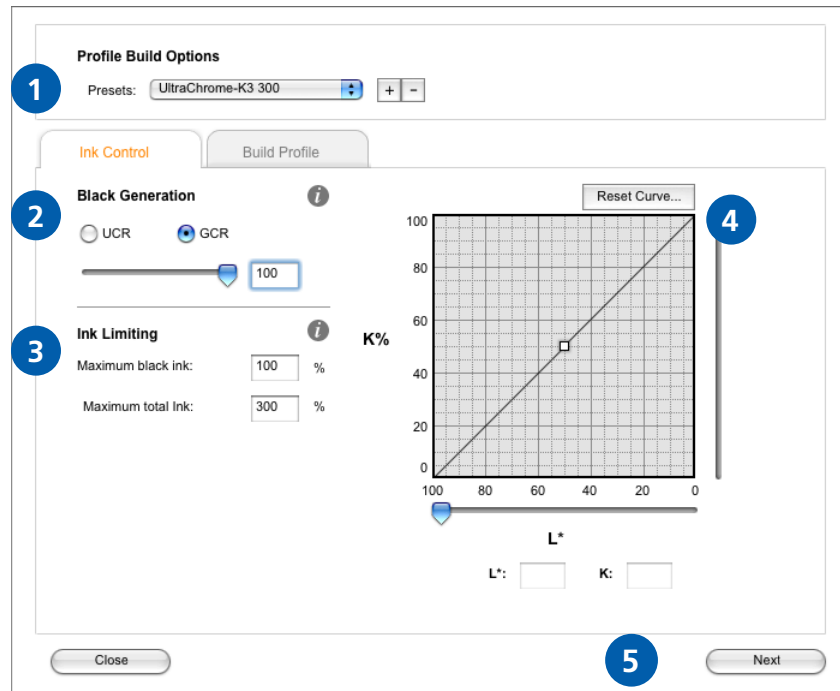 Profile Build Options
1
Presets: UltraChrome-K3 300 + -
Ink Control Build Profile
Black Generation i
Reset Curve...
2
UCR GCR
100
4
3
Ink Limiting i
Maximum black ink: 100 %
Maximum total Ink: 300 %
K%
100
80
60
40
20
0
100 80 60 40 20 0
L*
L*: K:
Close
5
Next